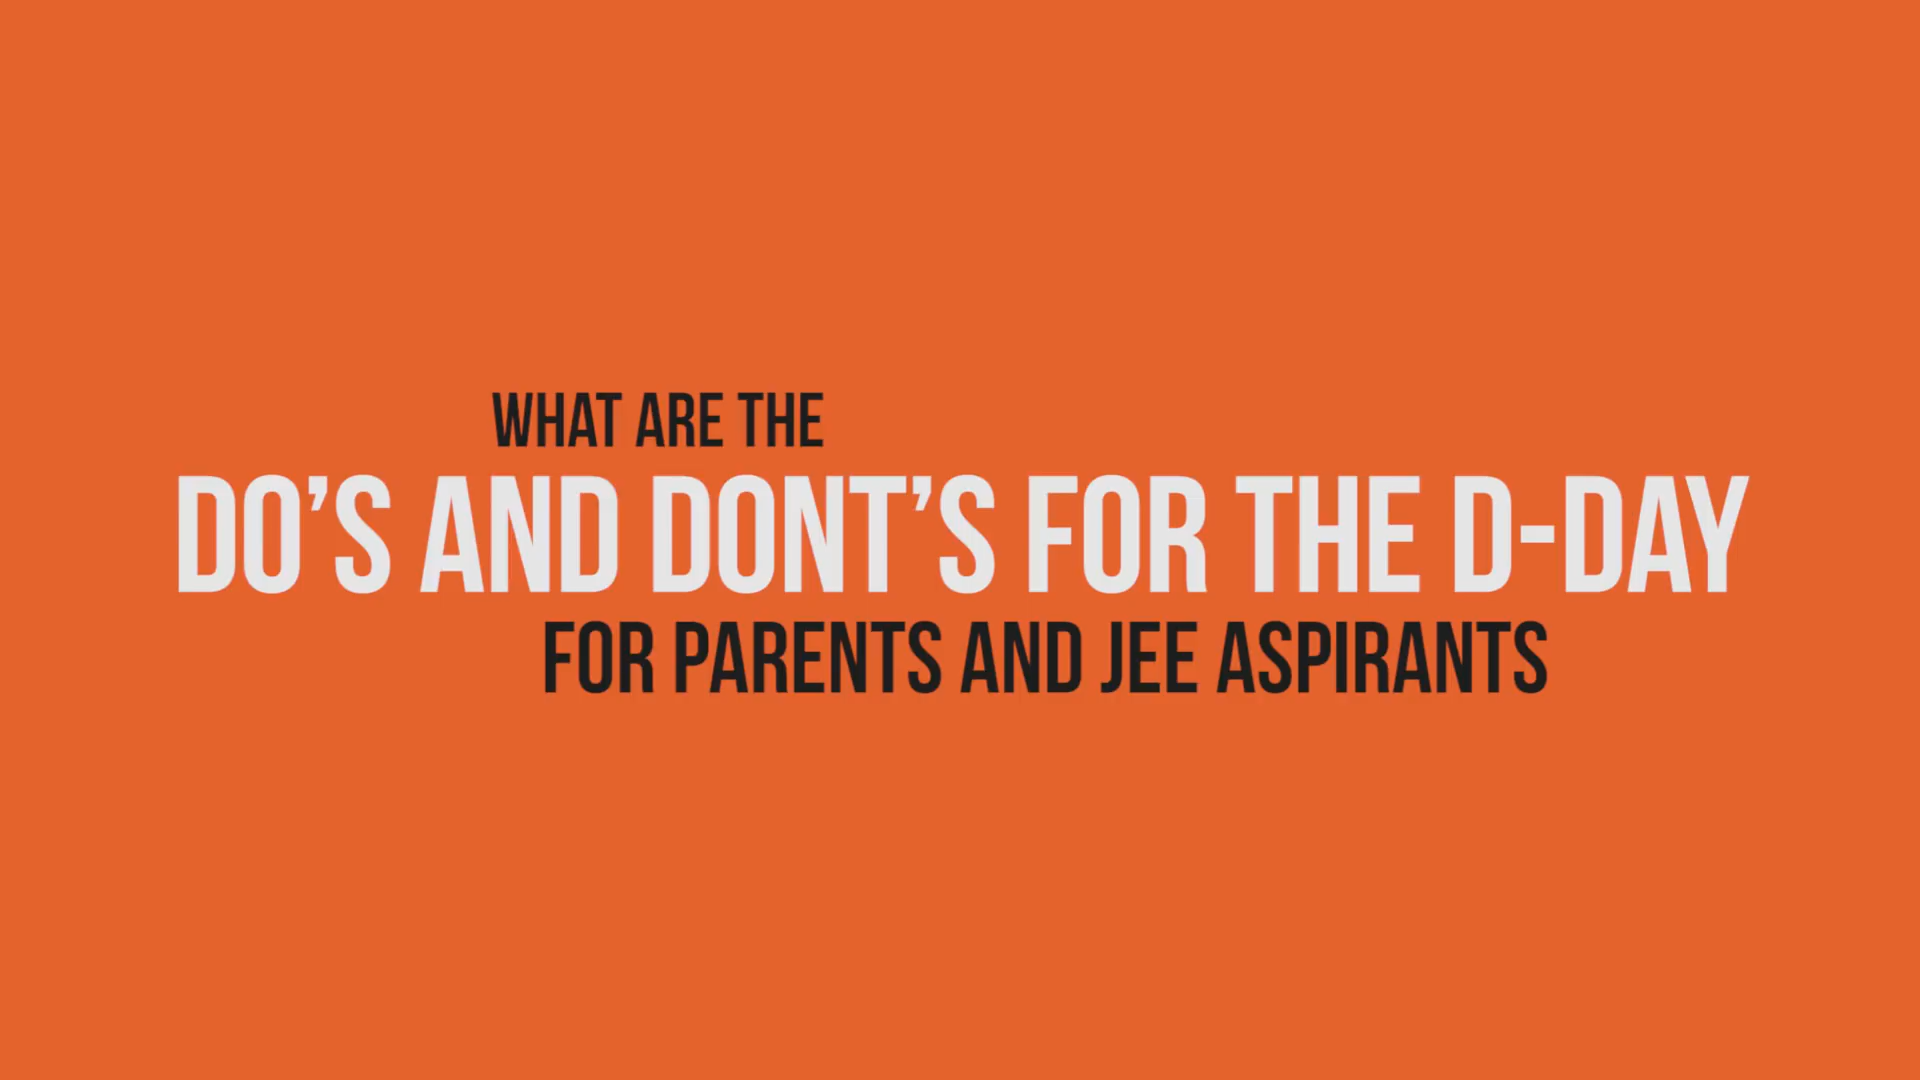 WHAT ARE THE
DO’S AND DONT’S FOR THE D-DAY
FOR PARENTS AND JEE ASPIRANTS